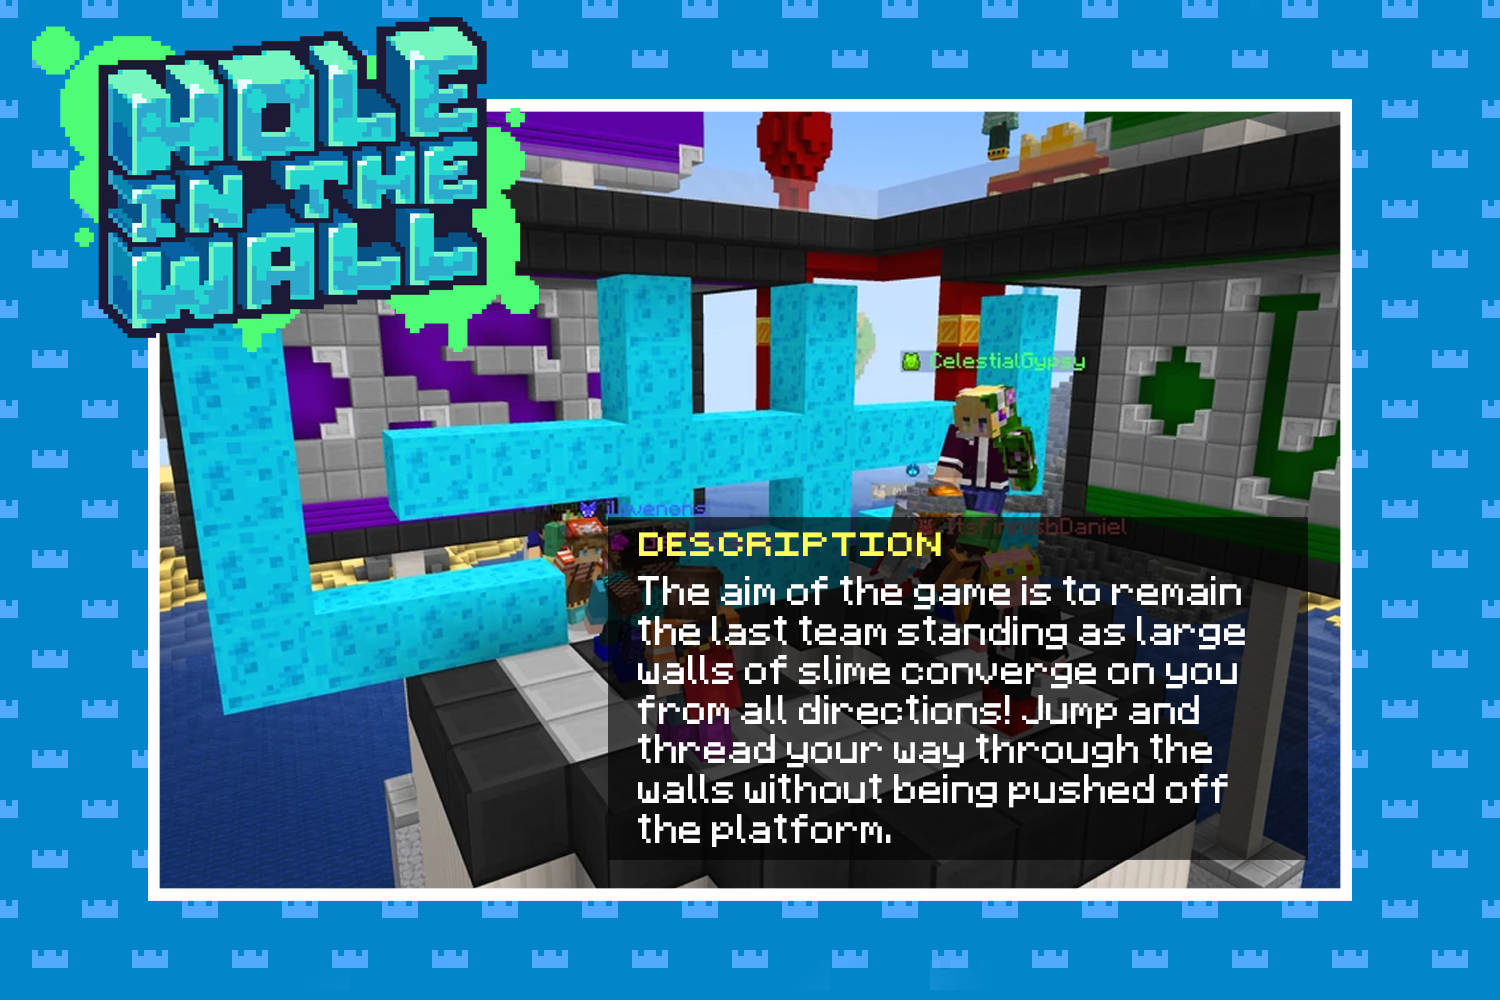 HOLE
IN THE
WALL
CelestialGypsy
DESCRIPTION
The aim of the game is to remain
the last team standing as large
walls of slime converge on you
from all directions! Jump and
thread your way through the
walls without being pushed off
the platform.